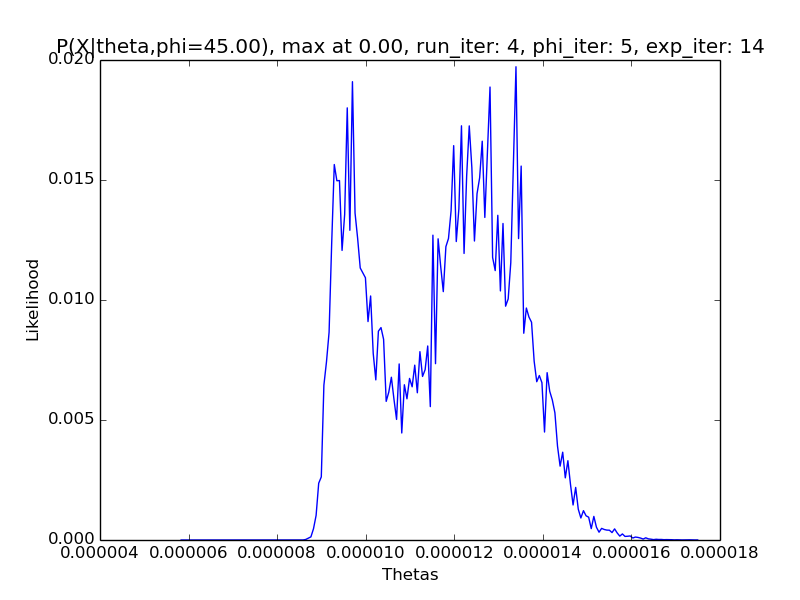 P(X|theta,phi=45.00), max at 0.00, run_iter: 4, phi_iter: 5, exp_iter: 14
0.020
0.015
0.010
0.005
0.000
Likelihood
0.000004 0.000006 0.000008 0.000010 0.000012 0.000014 0.000016 0.000018
Thetas